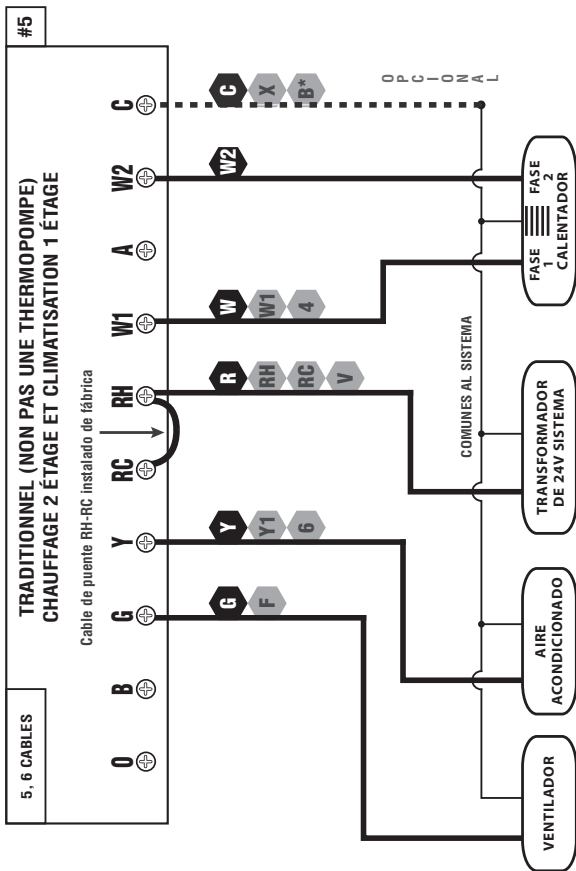 5, 6 CABLES
TRADITIONNEL (NON PAS UNE THERMOPOMPE)
CHAUFFAGE 2 ÉTAGE ET CLIMATISATION 1 ÉTAGE
#5
Cable de puente RH-RC instalado de fábrica
O B G Y RC RH W1 A W2 C
G Y R W W2 C
F Y1 RH W1 X
6 RC 4 B*
V
OPCIONAL
COMUNES AL SISTEMA
VENTILADOR
AIRE
ACONDICIONADO
TRANSFORMADOR
DE 24V SISTEMA
FASE
1
FASE
2
CALENTADOR